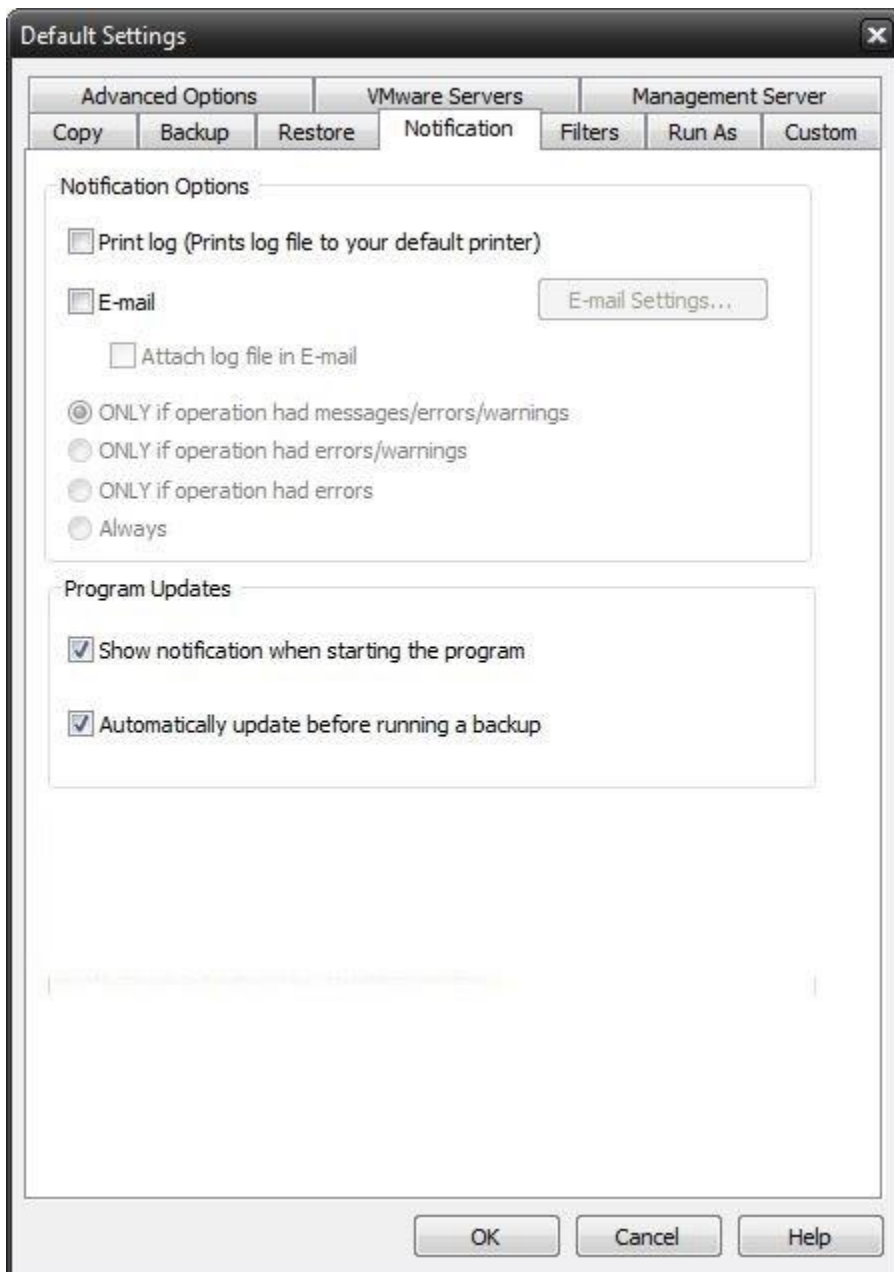 Default Settings
Advanced Options VMware Servers Management Server
Copy Backup Restore Notification Filters Run As Custom
Notification Options
Print log (Prints log file to your default printer)
E-mail E-mail Settings...
Attach log file in E-mail
ONLY if operation had messages/errors/warnings
ONLY if operation had errors/warnings
ONLY if operation had errors
Always
Program Updates
Show notification when starting the program
Automatically update before running a backup
OK Cancel Help